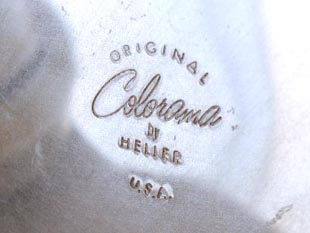 ORIGINAL
Colorama
BY
HELLER
U.S.A.